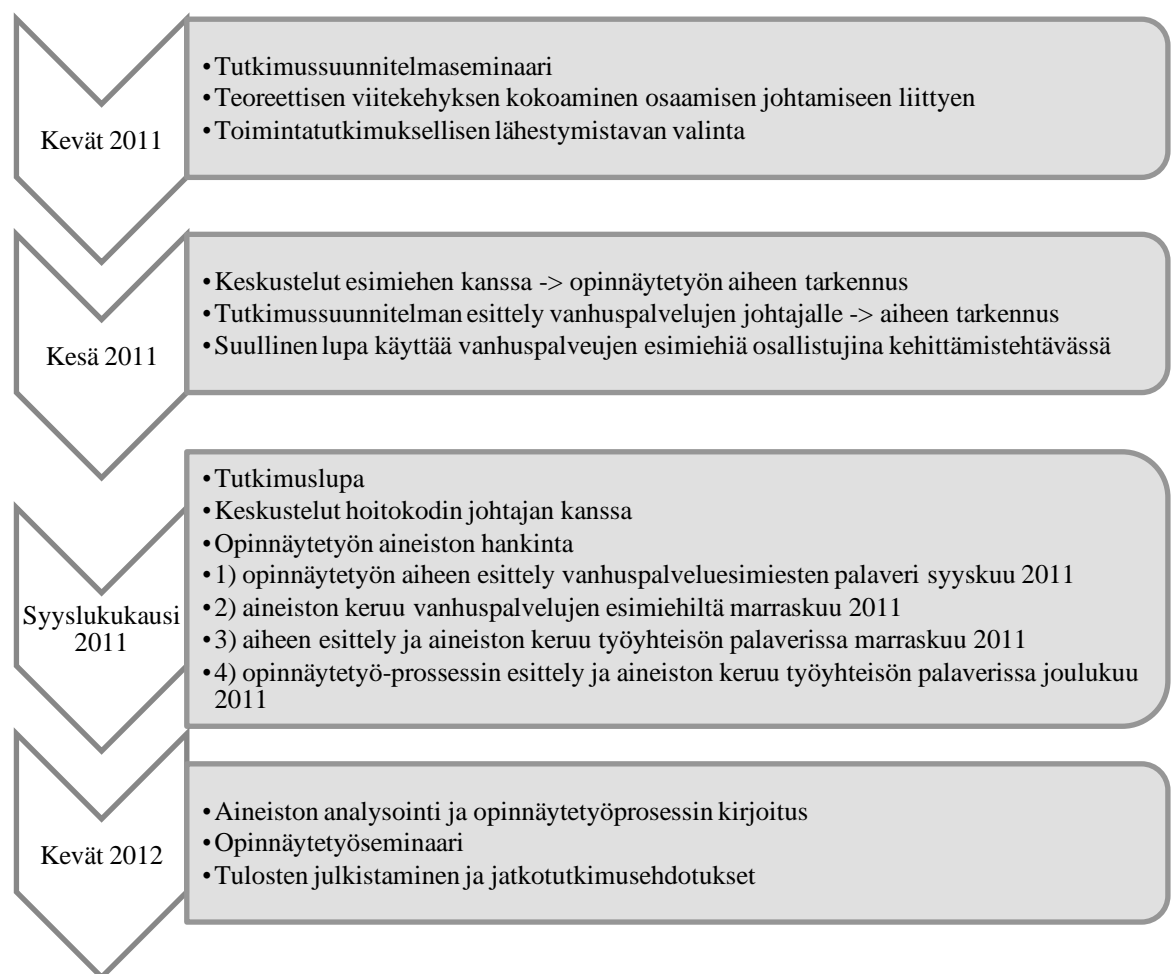 Kevät 2011
•Tutkimussuunnitelmaseminaari
•Teoreettisen viitekehyksen kokoaminen osaamisen johtamiseen liittyen
•Toimintatutkimuksellisen lähestymistavan valinta
Kesä 2011
•Keskustelut esimiehen kanssa -> opinnäytetyön aiheen tarkennus
•Tutkimussuunnitelman esittely vanhuspalvelujen johtajalle -> aiheen tarkennus
•Suullinen lupa käyttää vanhuspalveujen esimiehiä osallistujina kehittämistehtävässä
Syyslukukausi
2011
•Tutkimuslupa
•Keskustelut hoitokodin johtajan kanssa
•Opinnäytetyön aineiston hankinta
•1) opinnäytetyön aiheen esittely vanhuspalveluesimiesten palaveri syyskuu 2011
•2) aineiston keruu vanhuspalvelujen esimiehiltä marraskuu 2011
•3) aiheen esittely ja aineiston keruu työyhteisön palaverissa marraskuu 2011
•4) opinnäytetyö-prossessin esittely ja aineiston keruu työyhteisön palaverissa joulukuu
2011
Kevät 2012
•Aineiston analysointi ja opinnäytetyöprosessin kirjoitus
•Opinnäytetyöseminaari
•Tulosten julkistaminen ja jatkotutkimusehdotukset